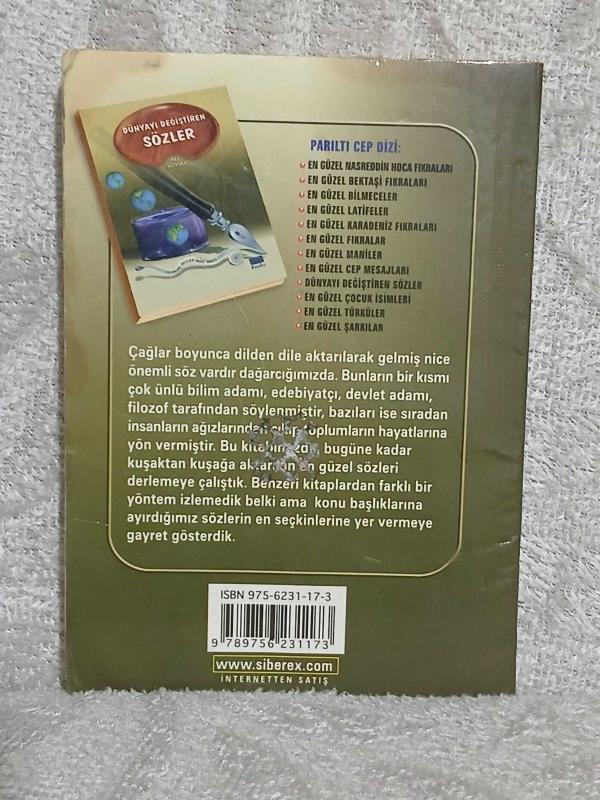 DÜNYAYI DEĞİŞTİREN
SÖZLER
PARILTI CEP DİZİ:
EN GÜZEL NASREDDİN HOCA FIKRALARI
EN GÜZEL BEKTAŞİ FIKRALARI
EN GÜZEL BİLMECELER
EN GÜZEL LATİFELER
EN GÜZEL KARADENİZ FIKRALARI
EN GÜZEL FIKRALAR
EN GÜZEL MANİLER
EN GÜZEL CEP MESAJLARI
DÜNYAYI DEĞİŞTİREN SÖZLER
EN GÜZEL ÇOCUK İSİMLERİ
EN GÜZEL TÜRKÜLER
EN GÜZEL ŞARKILAR
Çağlar boyunca dilden dile aktarılarak gelmiş nice
önemli söz vardır dağarcığımızda. Bunların bir kısmı
çok ünlü bilim adamı, edebiyatçı, devlet adamı,
filozof tarafından söylenmiştir, bazıları ise sıradan
insanların ağızlarından toplumların hayatlarına
yön vermiştir. Bu bugüne kadar
kuşaktan kuşağa en güzel sözleri
derlemeye çalıştık. Benzeri kitaplardan farklı bir
yöntem izlemedik belki ama konu başlıklarına
ayırdığımız sözlerin en seçkinlerine yer vermeye
gayret gösterdik.
ISBN 975-6231-17-3
9 789756 231173
www.siberex.com
İNTERNETTEN SATIŞ